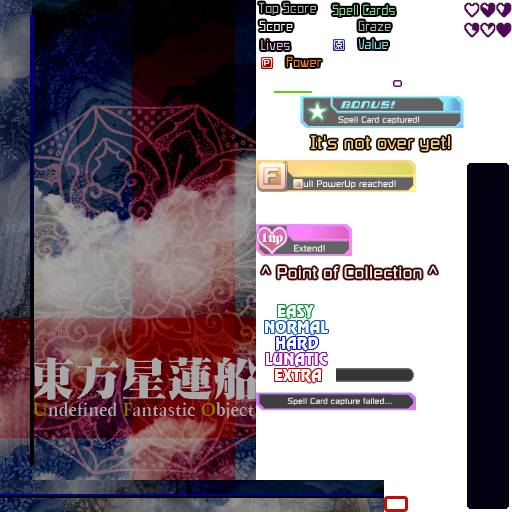 Top Score
Spell Cards
Score
Graze
Lives
Value
P
Power
BONUS!
Spell Card captured!
It's not over yet!
F
ull PowerUp reached!
1up
Extend!
^ Point of Collection ^
EASY
NORMAL
HARD
LUNATIC
EXTRA
Spell Card capture failed...
東方星蓮船
Undefined Fantastic Object